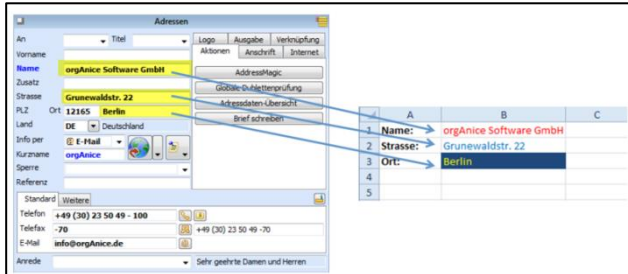 Adressen
An Titel
Vorname
Name orgAnice Software GmbH
Zusatz
Strasse Grunewaldstr. 22
PLZ Ort 12165 Berlin
Land DE Deutschland
Info per E-Mail
Kurzname orgAnice
Sperre
Referenz
Logo Ausgabe Verknüpfung
Aktionen Anschrift Internet
AddressMagic
Globale Duhlettenprüfung
Adressdaten-Übersicht
Brief schreiben
Standard Weitere
Telefon +49 (30) 23 50 49 - 100
Telefax -70 +49 (30) 23 50 49 -70
E-Mail info@orgAnice.de
Anrede Sehr geehrte Damen und Herren
A B C
1 Name: orgAnice Software GmbH
2 Strasse: Grunewaldstr. 22
3 Ort: Berlin
4
5